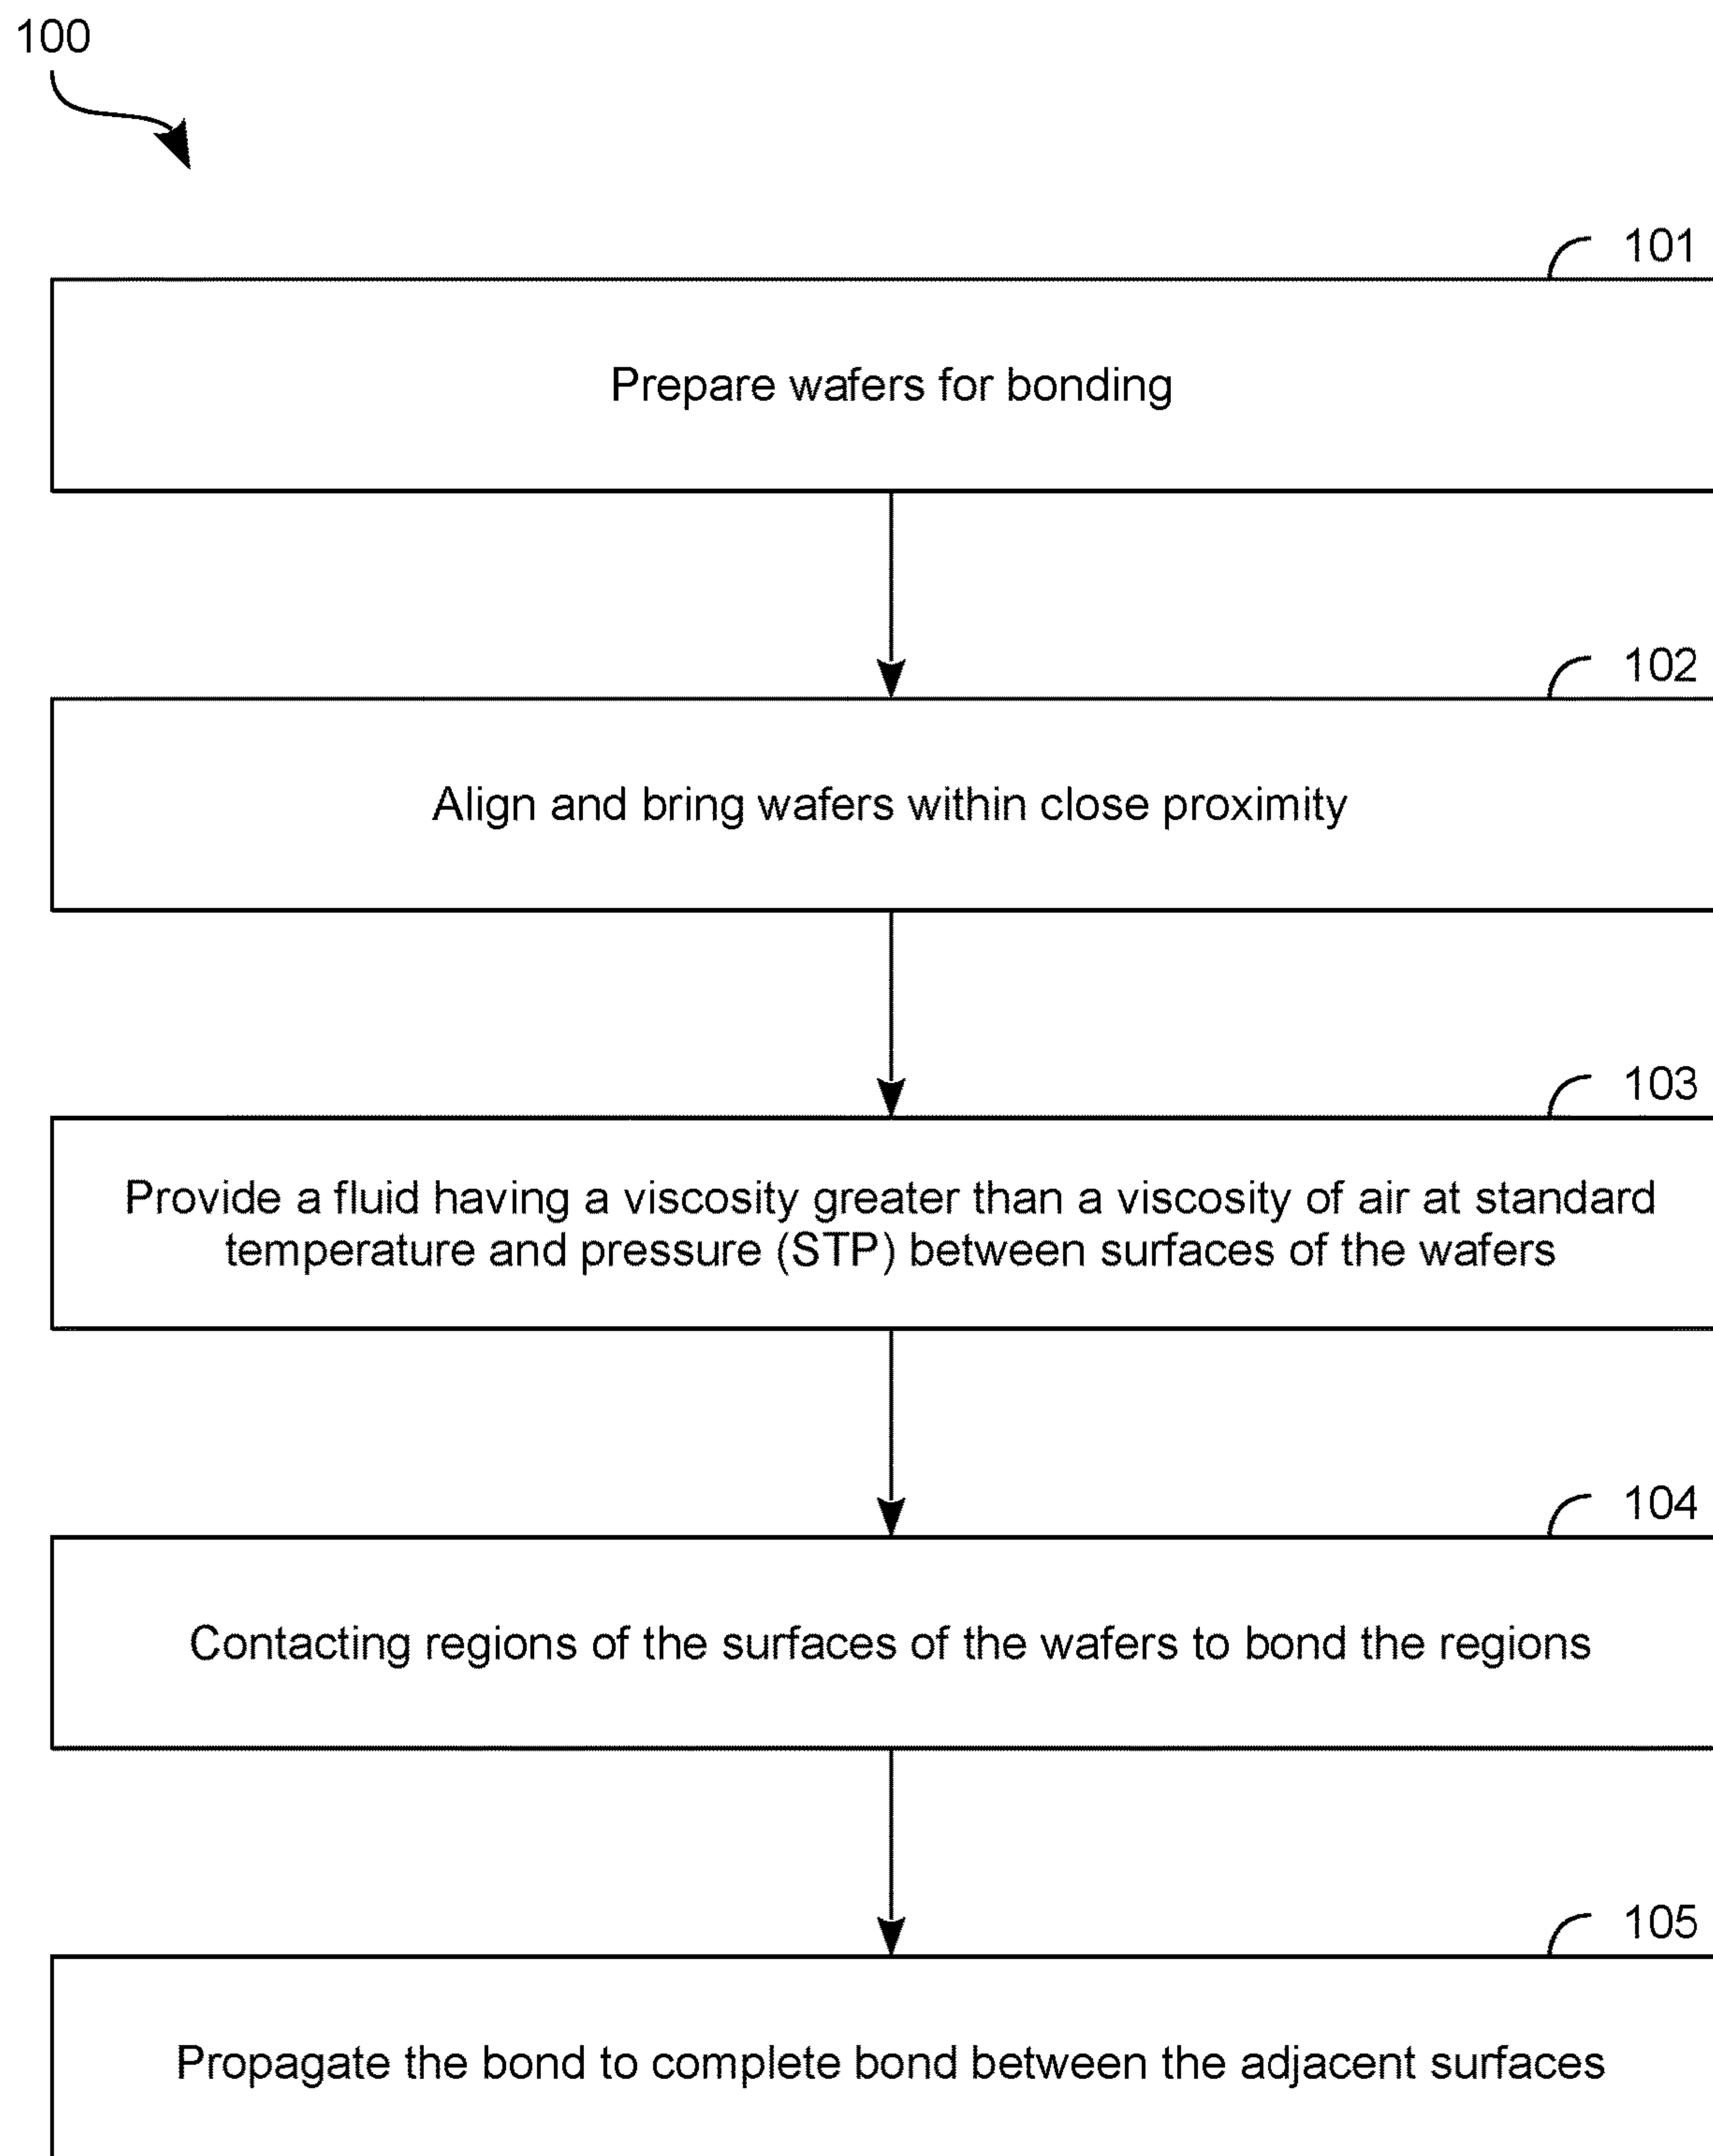 100
101
Prepare wafers for bonding
102
Align and bring wafers within close proximity
103
Provide a fluid having a viscosity greater than a viscosity of air at standard
temperature and pressure (STP) between surfaces of the wafers
104
Contacting regions of the surfaces of the wafers to bond the regions
105
Propagate the bond to complete bond between the adjacent surfaces